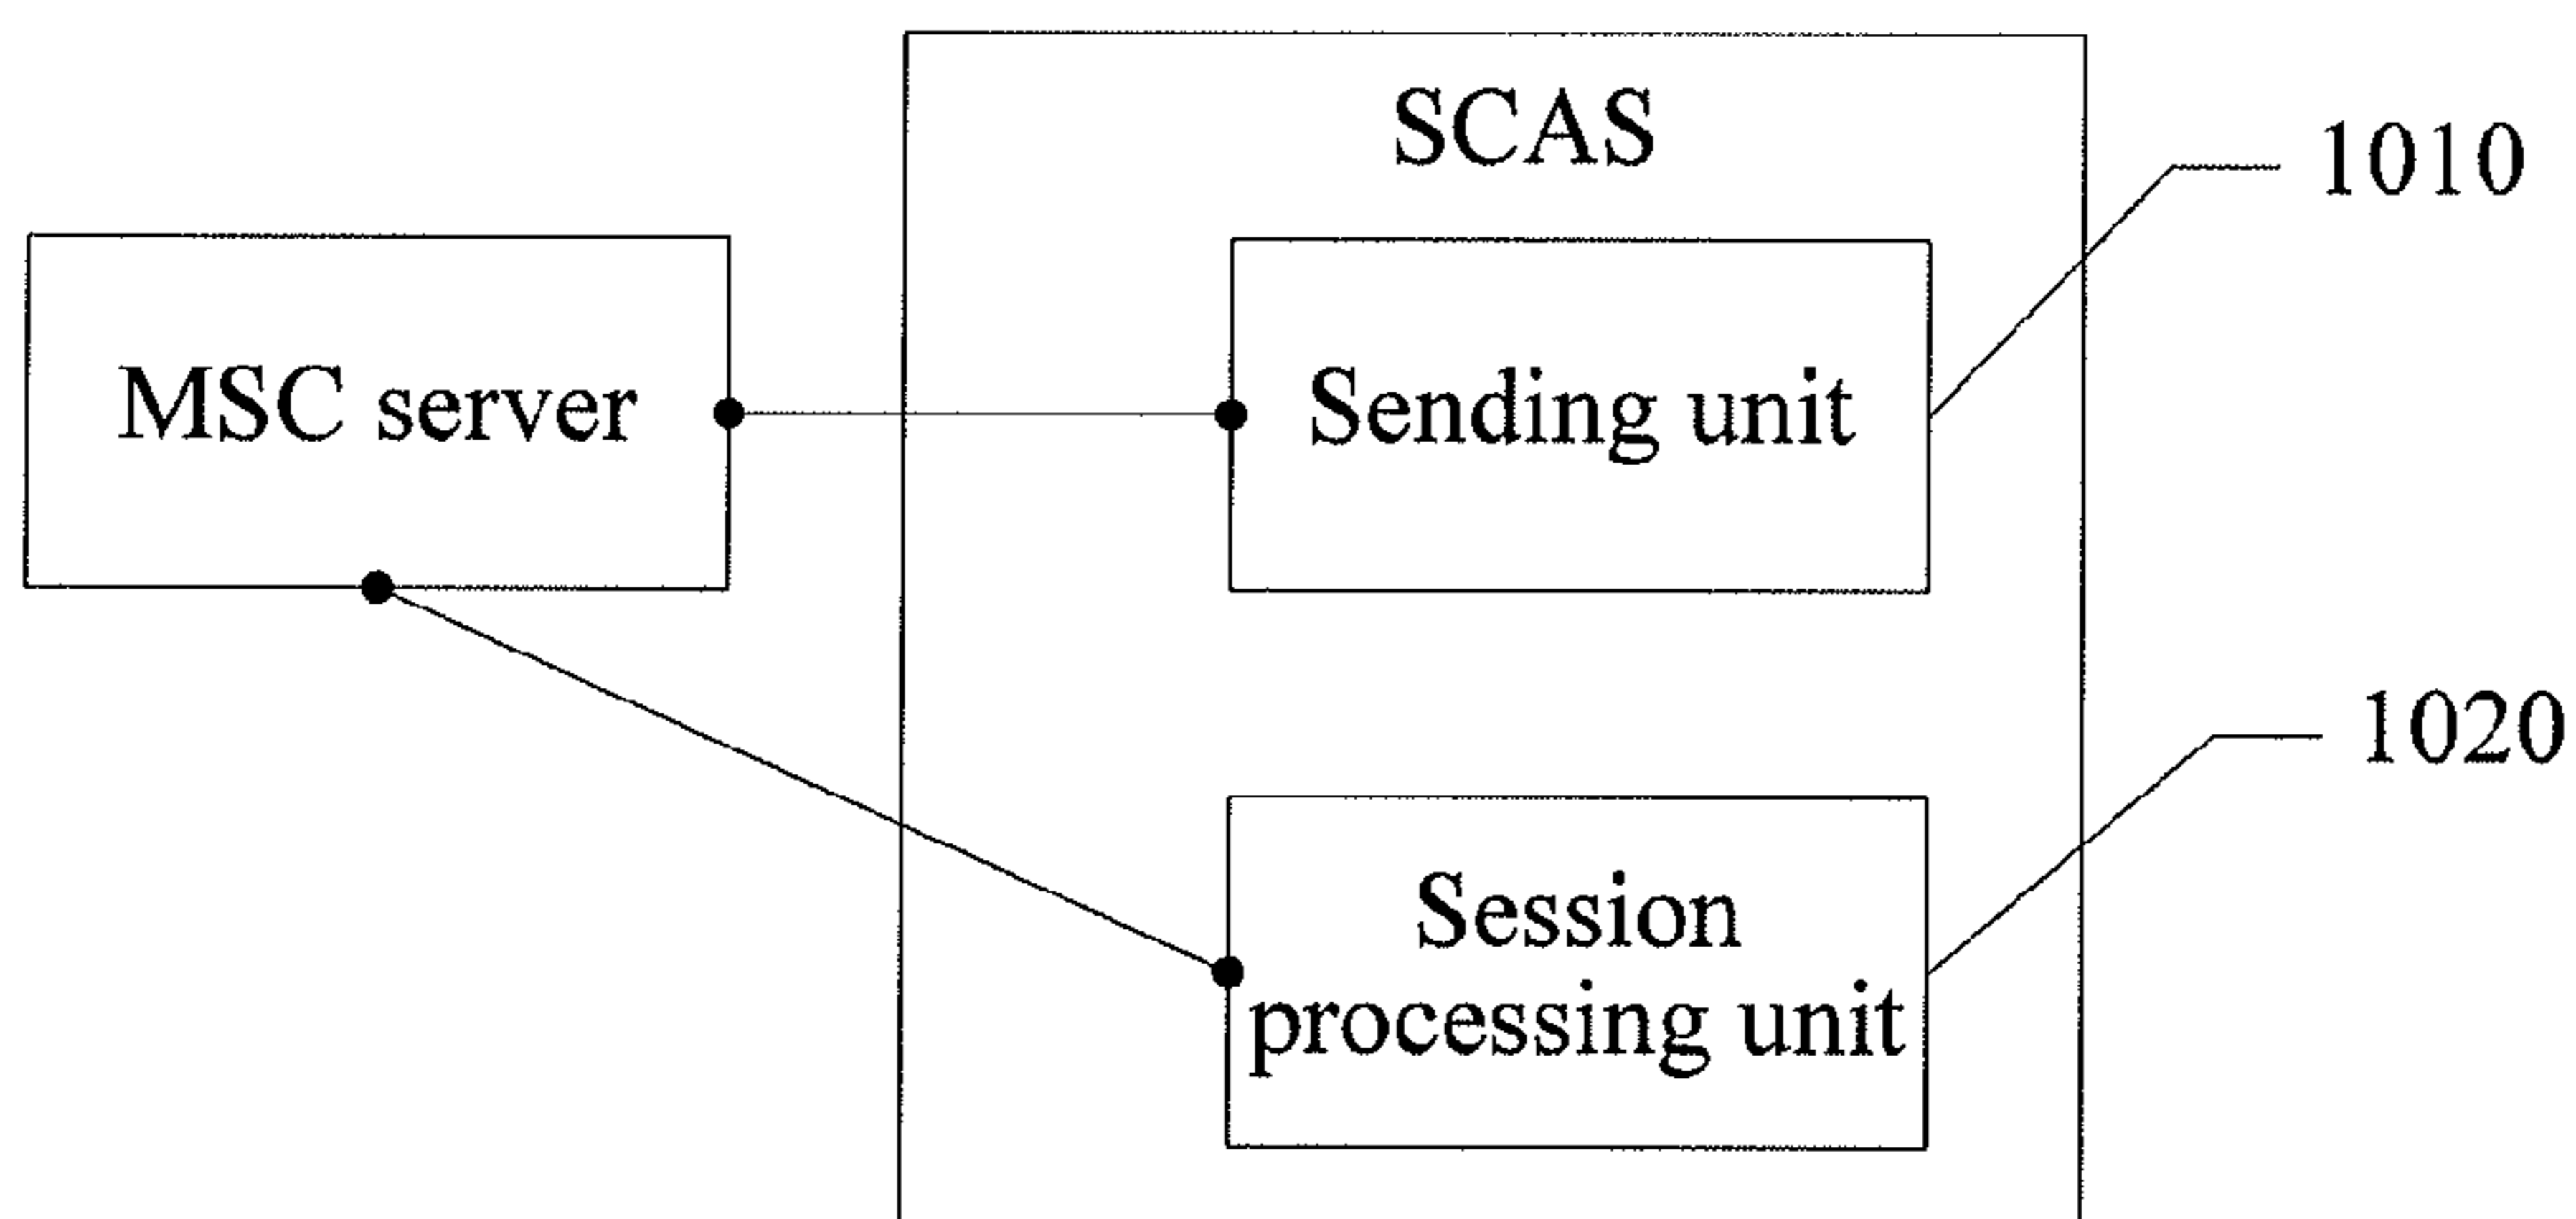 SCAS
1010
MSC server
Sending unit
1020
Session
processing unit